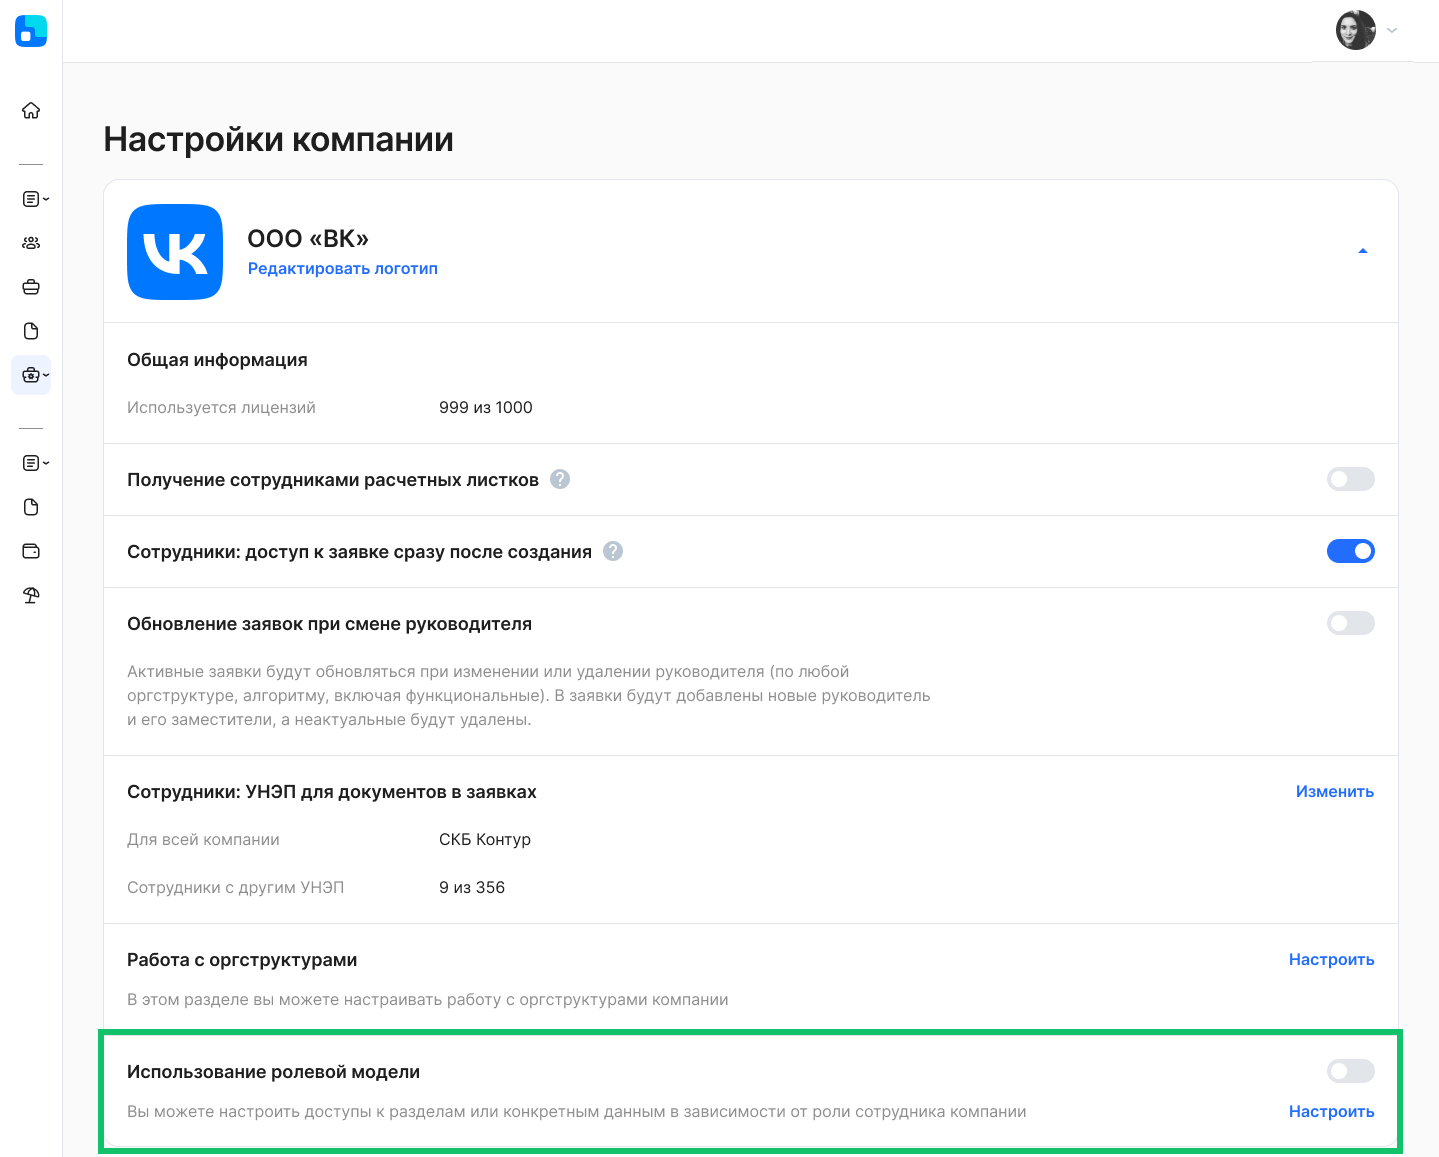 Настройки компании
ООО «ВК»
Редактировать логотип
Общая информация
Используется лицензий 999 из 1000
Получение сотрудниками расчетных листков ?
Сотрудники: доступ к заявке сразу после создания ?
Обновление заявок при смене руководителя
Активные заявки будут обновляться при изменении или удалении руководителя (по любой
оргструктуре, алгоритму, включая функциональные). В заявки будут добавлены новые руководитель
и его заместители, а неактуальные будут удалены.
Сотрудники: УНЭП для документов в заявках Изменить
Для всей компании СКБ Контур
Сотрудники с другим УНЭП 9 из 356
Работа с оргструктурами Настроить
В этом разделе вы можете настраивать работу с оргструктурами компании
Использование ролевой модели
Вы можете настроить доступы к разделам или конкретным данным в зависимости от роли сотрудника компании Настроить